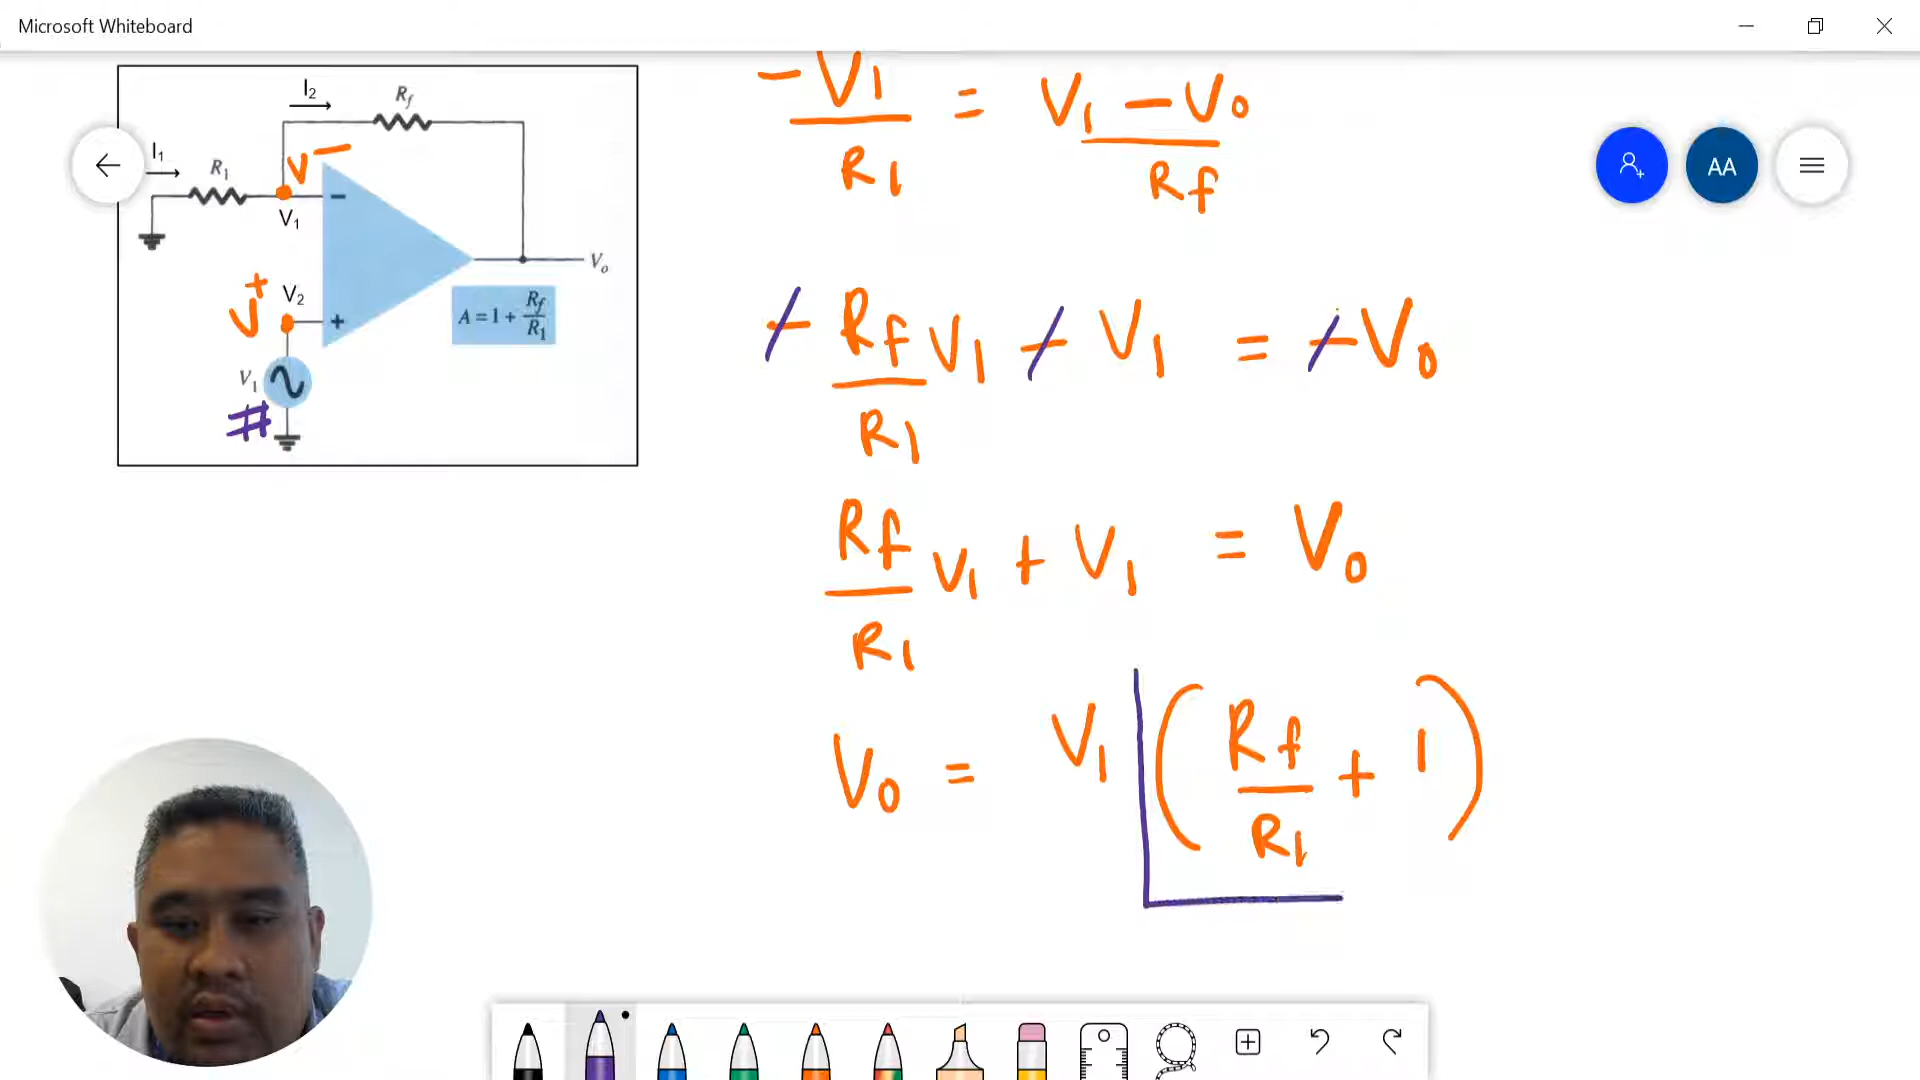 Microsoft Whiteboard
I2
Rf
I1
R1
V−
−
V1
V+
V2
+
Vo
A = 1 + Rf/R1
V1
#
AA
−V1/R1 = V1 − Vo/Rf
− Rf/R1 V1 − V1 = −Vo
Rf/R1 V1 + V1 = Vo
Vo = V1 (Rf/R1 + 1)